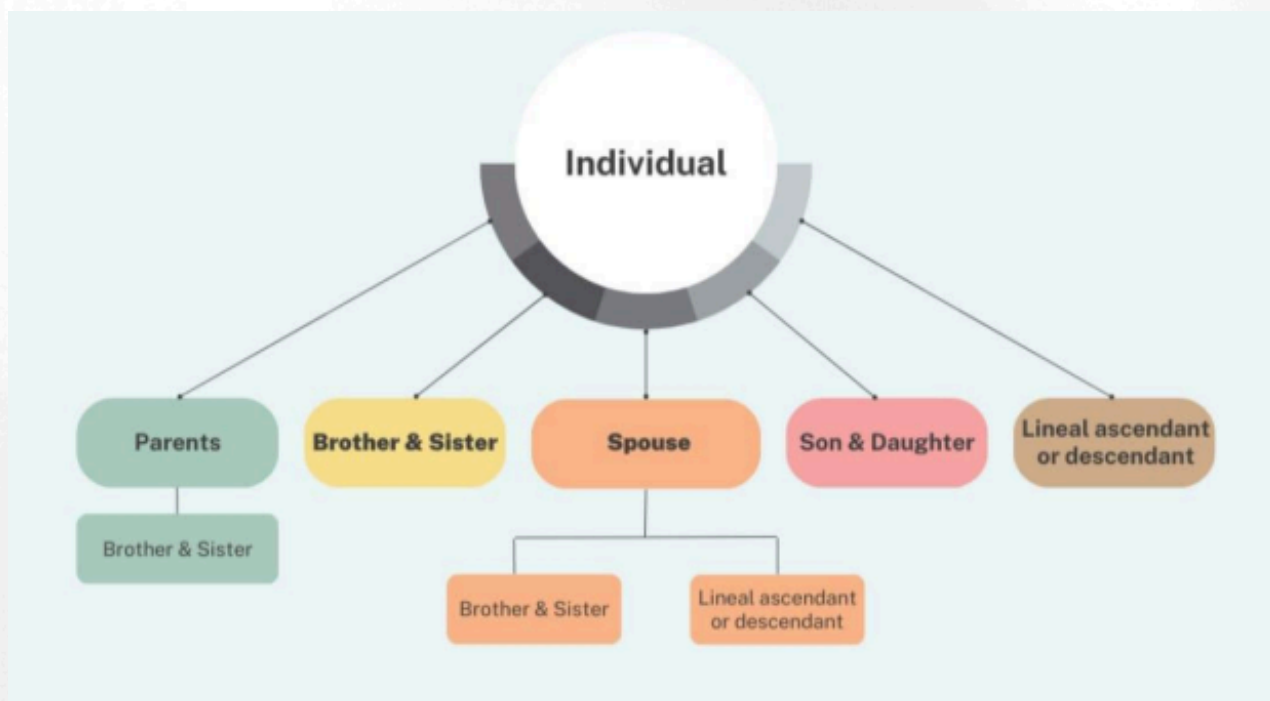 Individual
Parents
Brother & Sister
Spouse
Son & Daughter
Lineal ascendant
or descendant
Brother & Sister
Brother & Sister
Lineal ascendant
or descendant